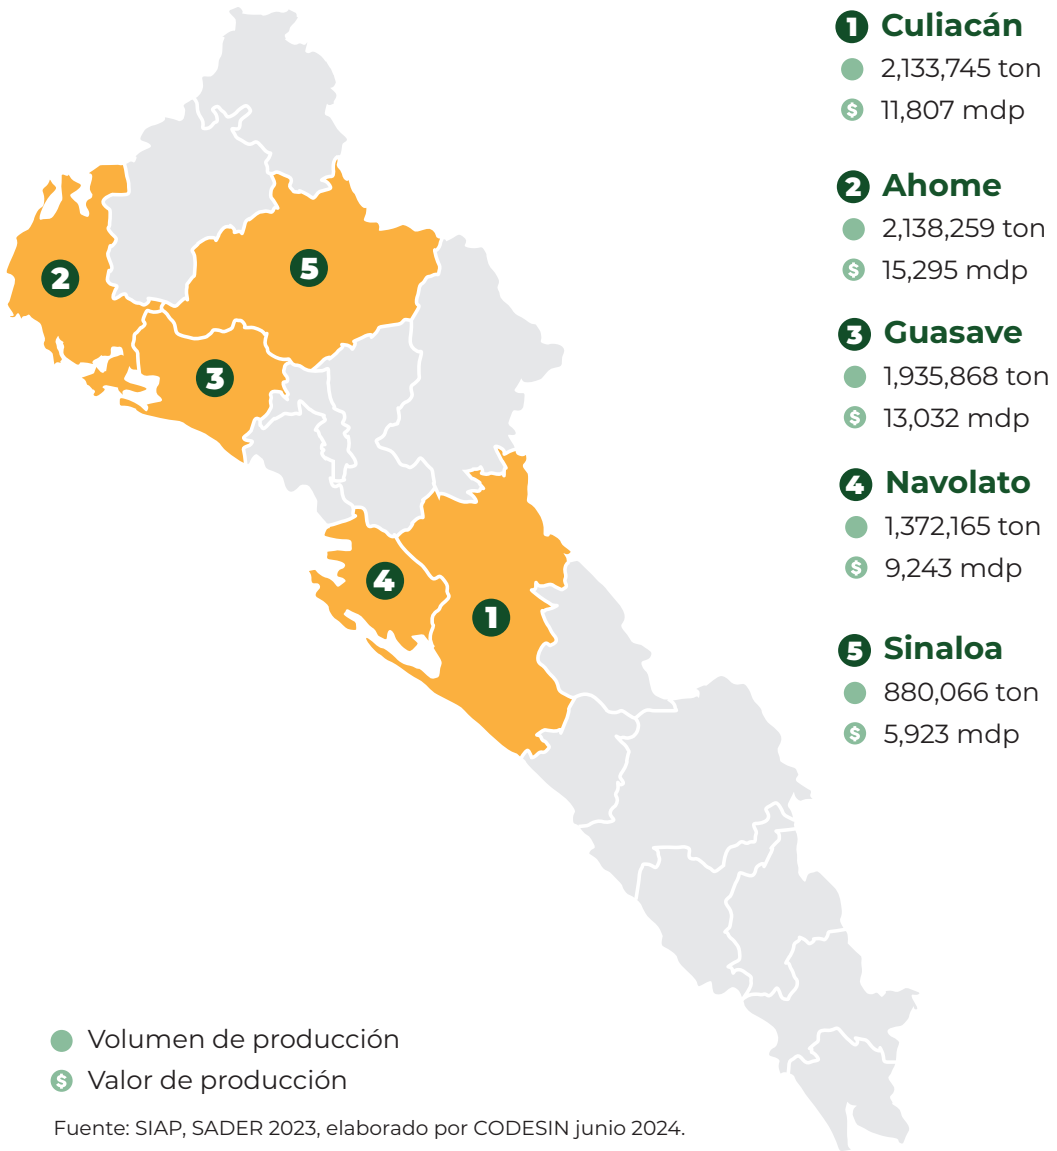 1 Culiacán
2,133,745 ton
$ 11,807 mdp
2 Ahome
2,138,259 ton
$ 15,295 mdp
3 Guasave
1,935,868 ton
$ 13,032 mdp
4 Navolato
1,372,165 ton
$ 9,243 mdp
5 Sinaloa
880,066 ton
$ 5,923 mdp
2
5
3
4
1
Volumen de producción
$ Valor de producción
Fuente: SIAP, SADER 2023, elaborado por CODESIN junio 2024.